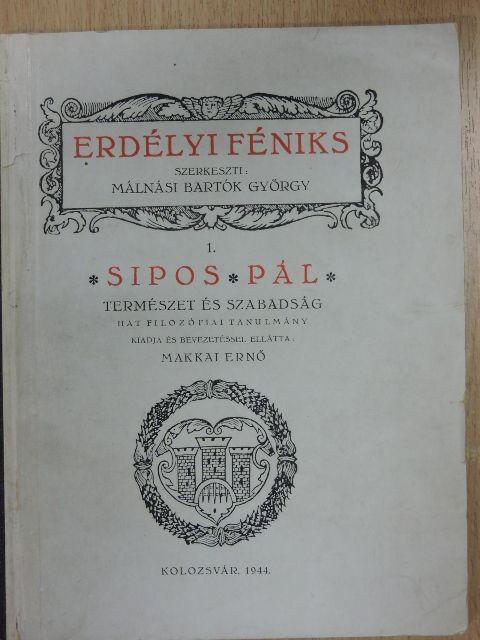 ERDÉLYI FÉNIKS
SZERKESZTI:
MÁLNÁSI BARTÓK GYÖRGY
1.
* SIPOS * PÁL *
TERMÉSZET ÉS SZABADSÁG
HAT FILOZÓFIAI TANULMÁNY
KIADJA ÉS BEVEZETÉSSEL ELLÁTTA:
MAKKAI ERNŐ
KOLOZSVÁR, 1944.